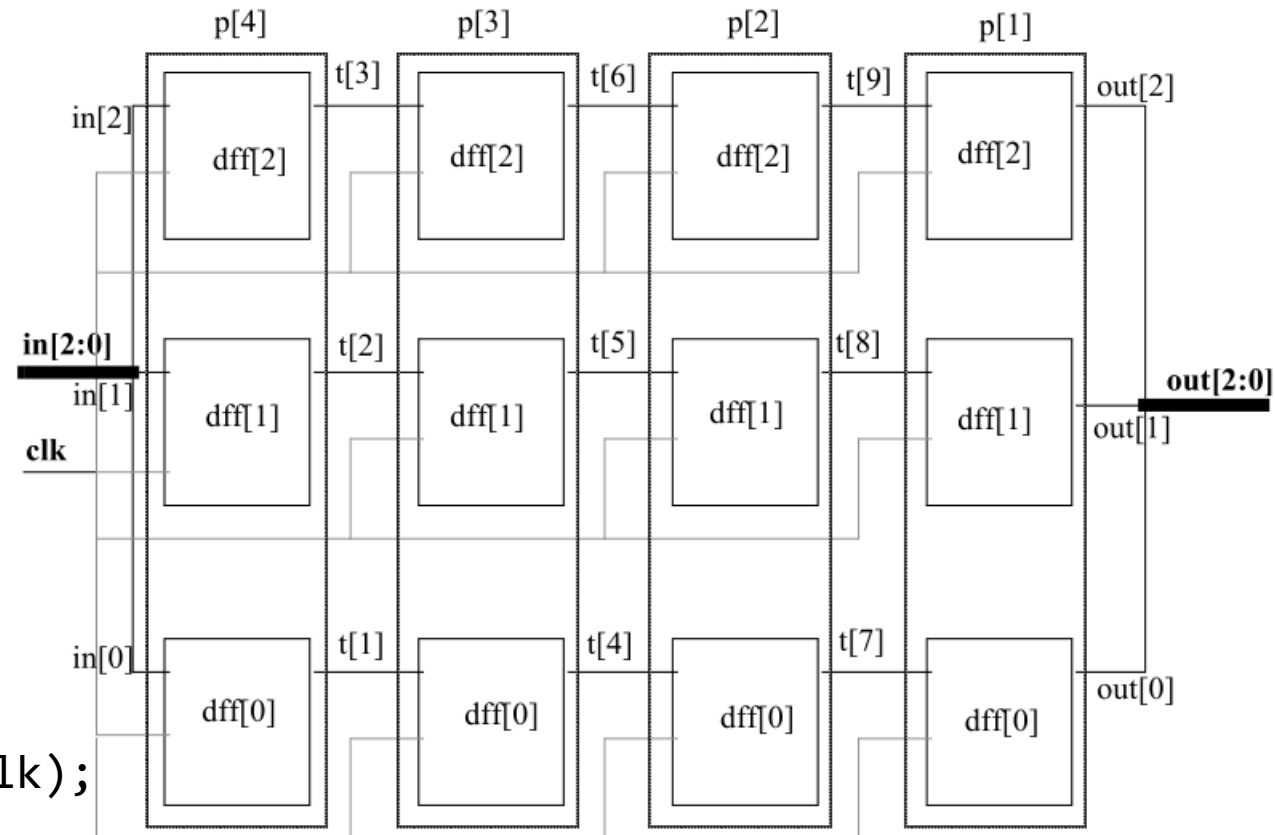 p[4] p[3] p[2] p[1]
t[3] t[6] t[9] out[2]
in[2]
dff[2] dff[2] dff[2] dff[2]
in[2:0] t[2] t[5] t[8]
out[2:0]
in[1]
dff[1] dff[1] dff[1] dff[1]
out[1]
clk
in[0] t[1] t[4] t[7]
out[0]
dff[0] dff[0] dff[0] dff[0]
lk);